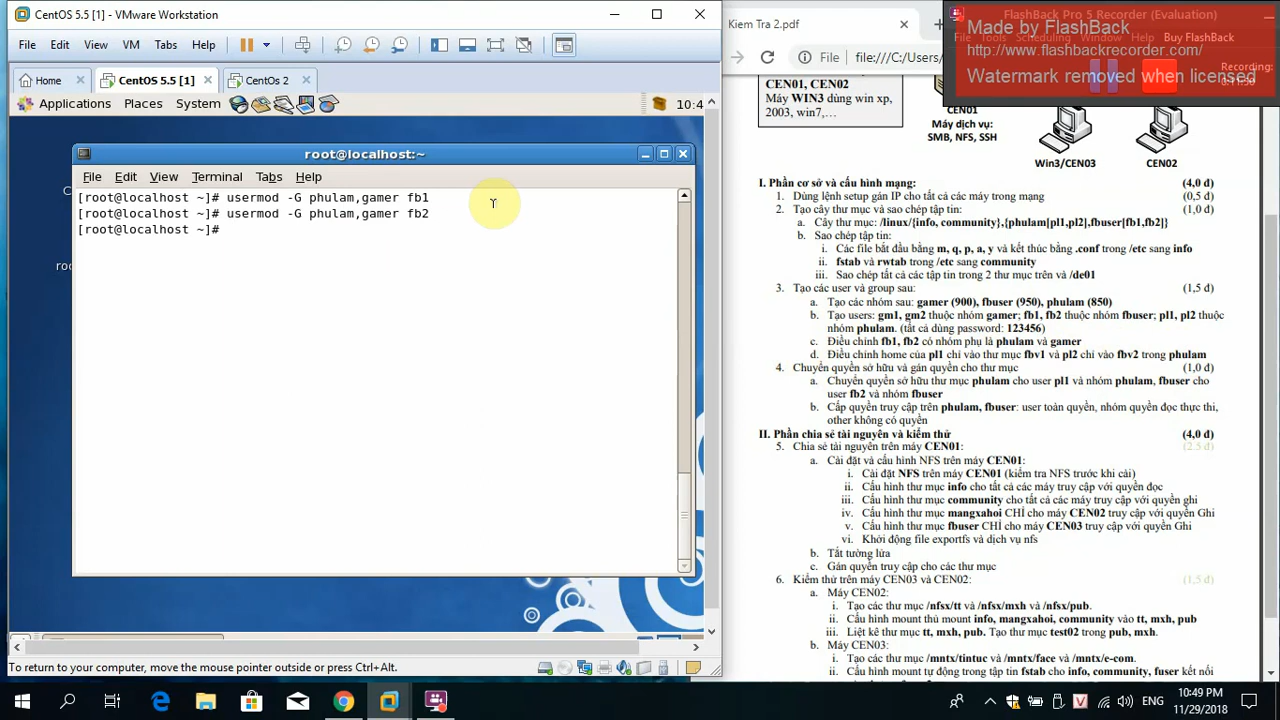 CentOS 5.5 [1] - VMware Workstation
File Edit View VM Tabs Help
Home
CentOS 5.5 [1]
CentOS 2
Applications Places System
10:4
root@localhost:~
File Edit View Terminal Tabs Help
[root@localhost ~]# usermod -G phulam,gamer fb1
[root@localhost ~]# usermod -G phulam,gamer fb2
[root@localhost ~]#
To return to your computer, move the mouse pointer outside or press Ctrl+Alt.
Kiem Tra 2.pdf
File
file:///C:/Users/
FlashBack Pro 5 Recorder (Evaluation)
Made by FlashBack
File Tools Scheduling Window Help Buy FlashBack
http://www.flashbackrecorder.com/
Watermark removed when licensed
Recording:
CEN01, CEN02
Máy WIN3 dùng win xp,
2003, win7,…
CEN01
Máy dịch vụ:
SMB, NFS, SSH
Win3/CEN03
CEN02
I. Phần cơ sở và cấu hình mạng: (4,0 đ)
1. Dùng lệnh setup gán IP cho tất cả các máy trong mạng (0,5 đ)
2. Tạo cây thư mục và sao chép tập tin: (1,0 đ)
a. Cây thư mục: /linux/{info, community},{phulam[pl1,pl2],fbuser[fb1,fb2]}
b. Sao chép tập tin:
i. Các file bắt đầu bằng m, q, p, a, y và kết thúc bằng .conf trong /etc sang info
ii. fstab và rwtab trong /etc sang community
iii. Sao chép tất cả các tập tin trong 2 thư mục trên và /de01
3. Tạo các user và group sau: (1,5 đ)
a. Tạo các nhóm sau: gamer (900), fbuser (950), phulam (850)
b. Tạo users: gm1, gm2 thuộc nhóm gamer; fb1, fb2 thuộc nhóm fbuser; pl1, pl2 thuộc
nhóm phulam. (tất cả dùng password: 123456)
c. Điều chỉnh fb1, fb2 có nhóm phụ là phulam và gamer
d. Điều chỉnh home của pl1 chỉ vào thư mục fbv1 và pl2 chỉ vào fbv2 trong phulam
4. Chuyển quyền sở hữu và gán quyền cho thư mục (1,0 đ)
a. Chuyển quyền sở hữu thư mục phulam cho user pl1 và nhóm phulam, fbuser cho
user fb2 và nhóm fbuser
b. Cấp quyền truy cập trên phulam, fbuser: user toàn quyền, nhóm quyền đọc thực thi,
other không có quyền
II. Phần chia sẻ tài nguyên và kiểm thử (4,0 đ)
5. Chia sẻ tài nguyên trên máy CEN01: (2.5 đ)
a. Cài đặt và cấu hình NFS trên máy CEN01:
i. Cài đặt NFS trên máy CEN01 (kiểm tra NFS trước khi cài)
ii. Cấu hình thư mục info cho tất cả các máy truy cập với quyền đọc
iii. Cấu hình thư mục community cho tất cả các máy truy cập với quyền ghi
iv. Cấu hình thư mục mangxahoi CHỈ cho máy CEN02 truy cập với quyền Ghi
v. Cấu hình thư mục fbuser CHỈ cho máy CEN03 truy cập với quyền Ghi
vi. Khởi động file exportfs và dịch vụ nfs
b. Tắt tường lửa
c. Gán quyền truy cập cho các thư mục
6. Kiểm thử trên máy CEN03 và CEN02: (1,5 đ)
a. Máy CEN02:
i. Tạo các thư mục /nfsx/tt và /nfsx/mxh và /nfsx/pub.
ii. Cấu hình mount thủ mount info, mangxahoi, community vào tt, mxh, pub
iii. Liệt kê thư mục tt, mxh, pub. Tạo thư mục test02 trong pub, mxh.
b. Máy CEN03:
i. Tạo các thư mục /mntx/tintuc và /mntx/face và /mntx/e-com.
ii. Cấu hình mount tự động trong tập tin fstab cho info, community, fuser kết nối
ENG
10:49 PM
11/29/2018